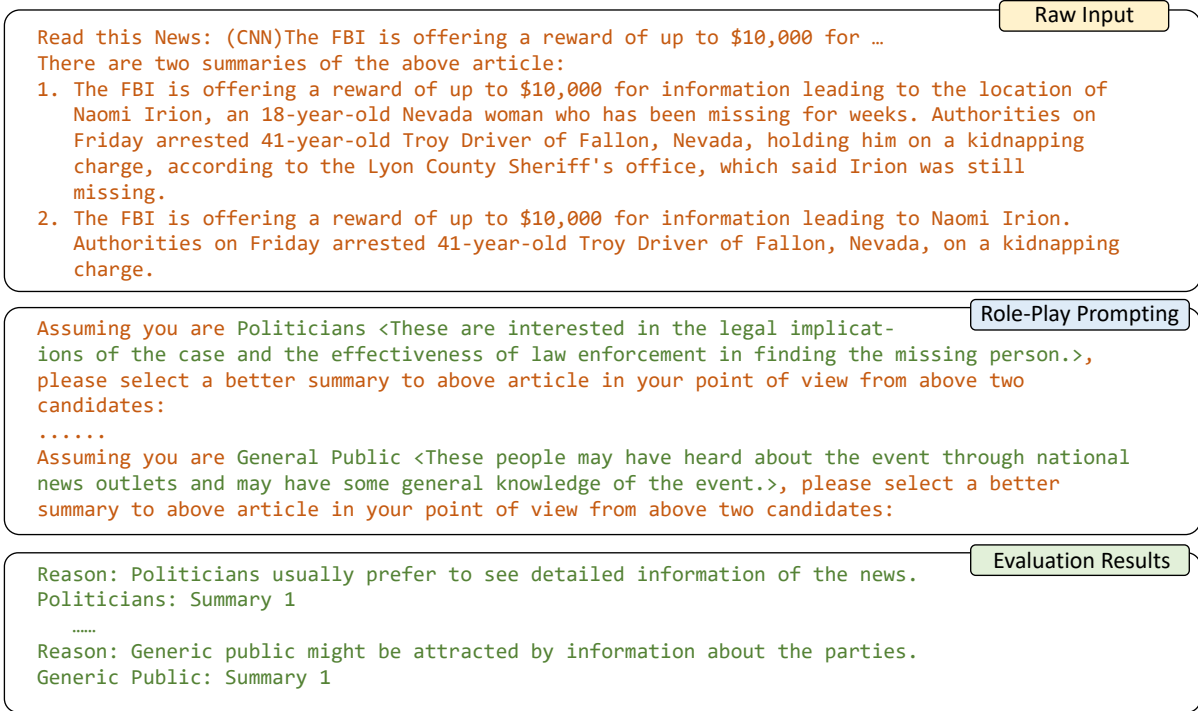 Raw Input
Read this News: (CNN)The FBI is offering a reward of up to $10,000 for …
There are two summaries of the above article:
1. The FBI is offering a reward of up to $10,000 for information leading to the location of
Naomi Irion, an 18-year-old Nevada woman who has been missing for weeks. Authorities on
Friday arrested 41-year-old Troy Driver of Fallon, Nevada, holding him on a kidnapping
charge, according to the Lyon County Sheriff's office, which said Irion was still
missing.
2. The FBI is offering a reward of up to $10,000 for information leading to Naomi Irion.
Authorities on Friday arrested 41-year-old Troy Driver of Fallon, Nevada, on a kidnapping
charge.
Role-Play Prompting
Assuming you are Politicians <These are interested in the legal implicat-
ions of the case and the effectiveness of law enforcement in finding the missing person.>,
please select a better summary to above article in your point of view from above two
candidates:
......
Assuming you are General Public <These people may have heard about the event through national
news outlets and may have some general knowledge of the event.>, please select a better
summary to above article in your point of view from above two candidates:
Evaluation Results
Reason: Politicians usually prefer to see detailed information of the news.
Politicians: Summary 1
……
Reason: Generic public might be attracted by information about the parties.
Generic Public: Summary 1